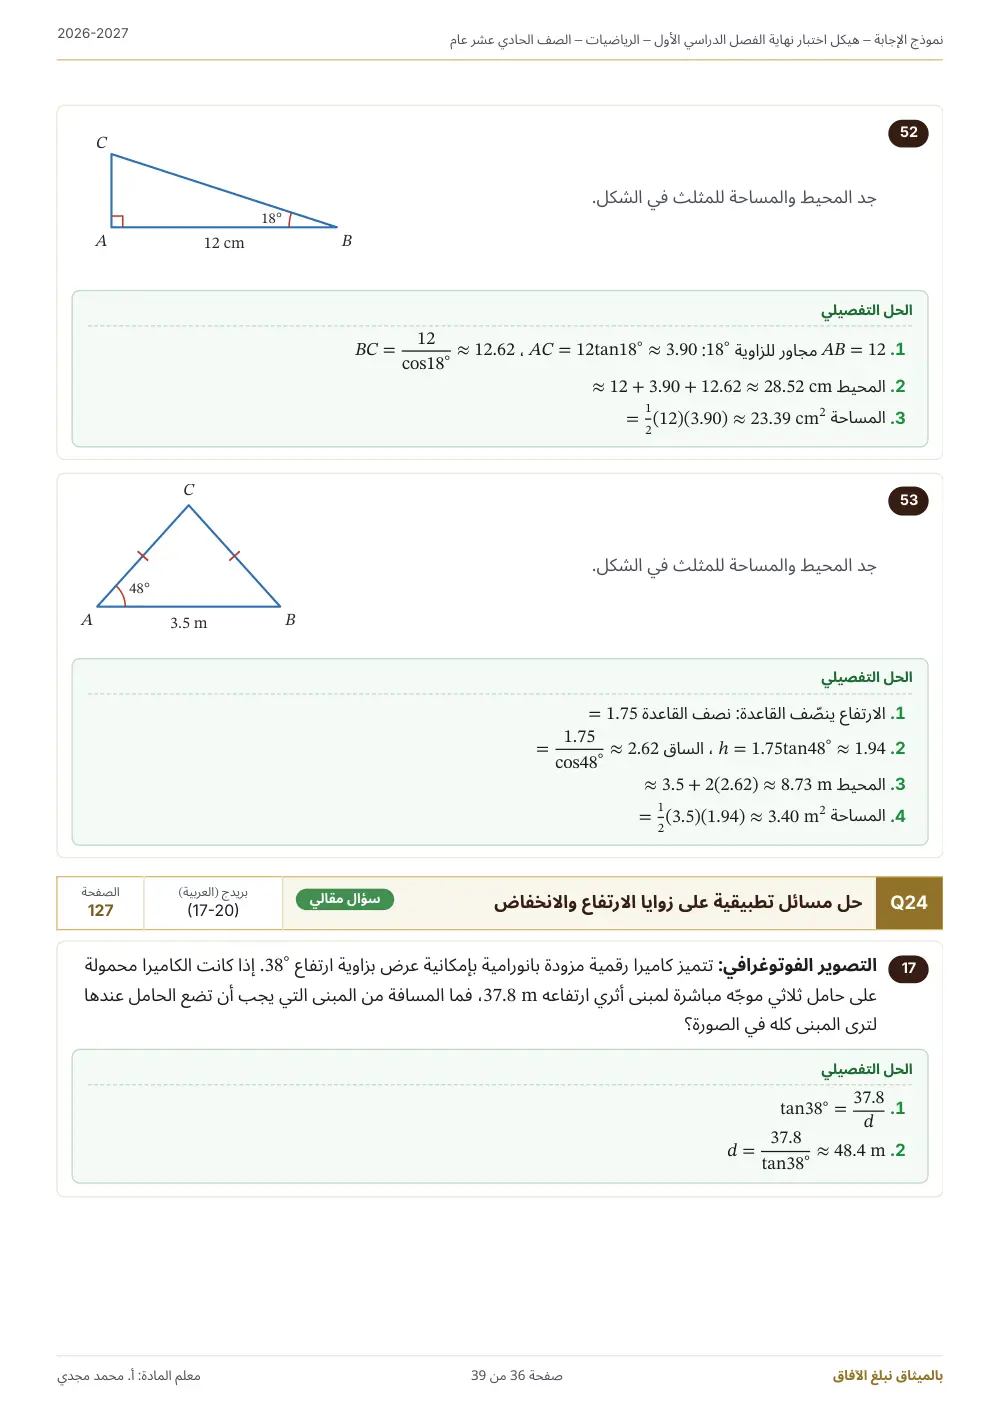 نموذج الإجابة – هيكل اختبار نهاية الفصل الدراسي الأول – الرياضيات – الصف الحادي عشر عام
2026-2027
52
جد المحيط والمساحة للمثلث في الشكل.
C
18°
A
12 cm
B
الحل التفصيلي
1. AB = 12 مجاور للزاوية 18°: AC = 12tan18° ≈ 3.90 ، BC = 12/cos18° ≈ 12.62
2. المحيط ≈ 12 + 3.90 + 12.62 ≈ 28.52 cm
3. المساحة = 1/2(12)(3.90) ≈ 23.39 cm²
53
جد المحيط والمساحة للمثلث في الشكل.
C
48°
A
3.5 m
B
الحل التفصيلي
1. الارتفاع ينصّف القاعدة: نصف القاعدة = 1.75
2. h = 1.75tan48° ≈ 1.94 ، الساق = 1.75/cos48° ≈ 2.62
3. المحيط ≈ 3.5 + 2(2.62) ≈ 8.73 m
4. المساحة = 1/2(3.5)(1.94) ≈ 3.40 m²
Q24
حل مسائل تطبيقية على زوايا الارتفاع والانخفاض
سؤال مقالي
بريدج (العربية)
(17-20)
الصفحة
127
17
التصوير الفوتوغرافي: تتميز كاميرا رقمية مزودة بانورامية بإمكانية عرض بزاوية ارتفاع 38°. إذا كانت الكاميرا محمولة
على حامل ثلاثي موجّه مباشرة لمبنى أثري ارتفاعه 37.8 m، فما المسافة من المبنى التي يجب أن تضع الحامل عندها
لترى المبنى كله في الصورة؟
الحل التفصيلي
1. tan38° = 37.8/d
2. d = 37.8/tan38° ≈ 48.4 m
بالميثاق نبلغ الآفاق
صفحة 36 من 39
معلم المادة: أ. محمد مجدي